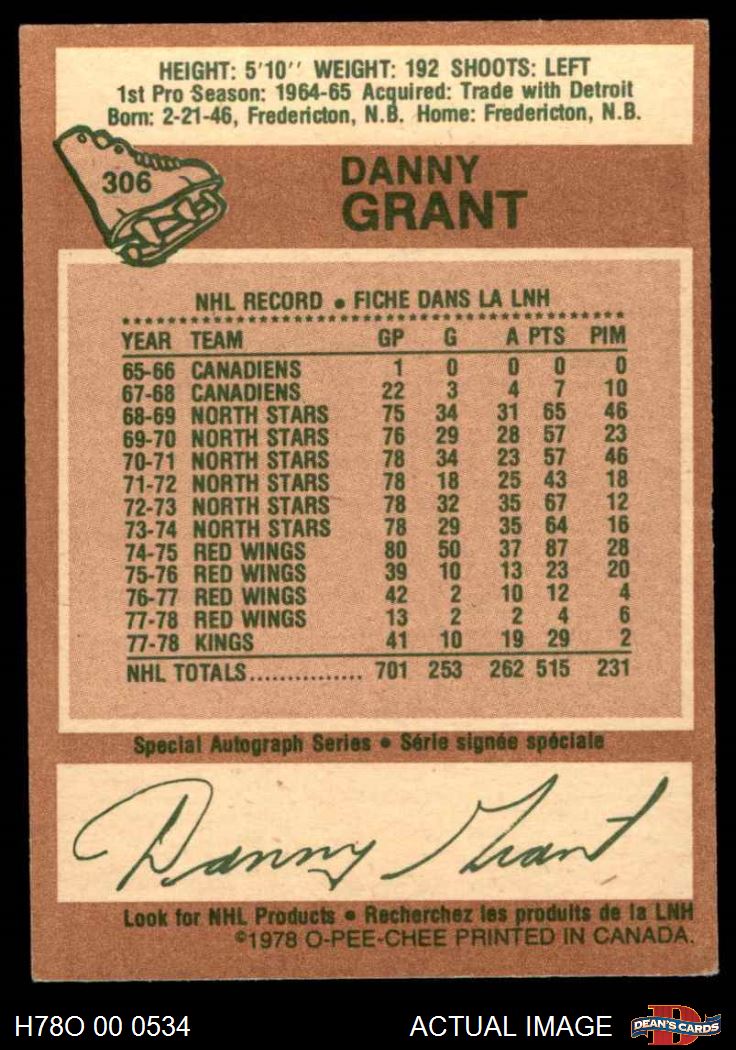 HEIGHT: 5'10'' WEIGHT: 192 SHOOTS: LEFT
1st Pro Season: 1964-65 Acquired: Trade with Detroit
Born: 2-21-46, Fredericton, N.B. Home: Fredericton, N.B.
306
DANNY
GRANT
NHL RECORD • FICHE DANS LA LNH
YEAR TEAM GP G A PTS PIM
65-66 CANADIENS 1 0 0 0 0
67-68 CANADIENS 22 3 4 7 10
68-69 NORTH STARS 75 34 31 65 46
69-70 NORTH STARS 76 29 28 57 23
70-71 NORTH STARS 78 34 23 57 46
71-72 NORTH STARS 78 18 25 43 18
72-73 NORTH STARS 78 32 35 67 12
73-74 NORTH STARS 78 29 35 64 16
74-75 RED WINGS 80 50 37 87 28
75-76 RED WINGS 39 10 13 23 20
76-77 RED WINGS 42 2 10 12 4
77-78 RED WINGS 13 2 2 4 6
77-78 KINGS 41 10 19 29 2
NHL TOTALS................ 701 253 262 515 231
Special Autograph Series • Série signée spéciale
Danny Grant
Look for NHL Products • Recherchez les produits de la LNH
©1978 O-PEE-CHEE PRINTED IN CANADA.
H78O 00 0534 ACTUAL IMAGE DEAN'S CARDS